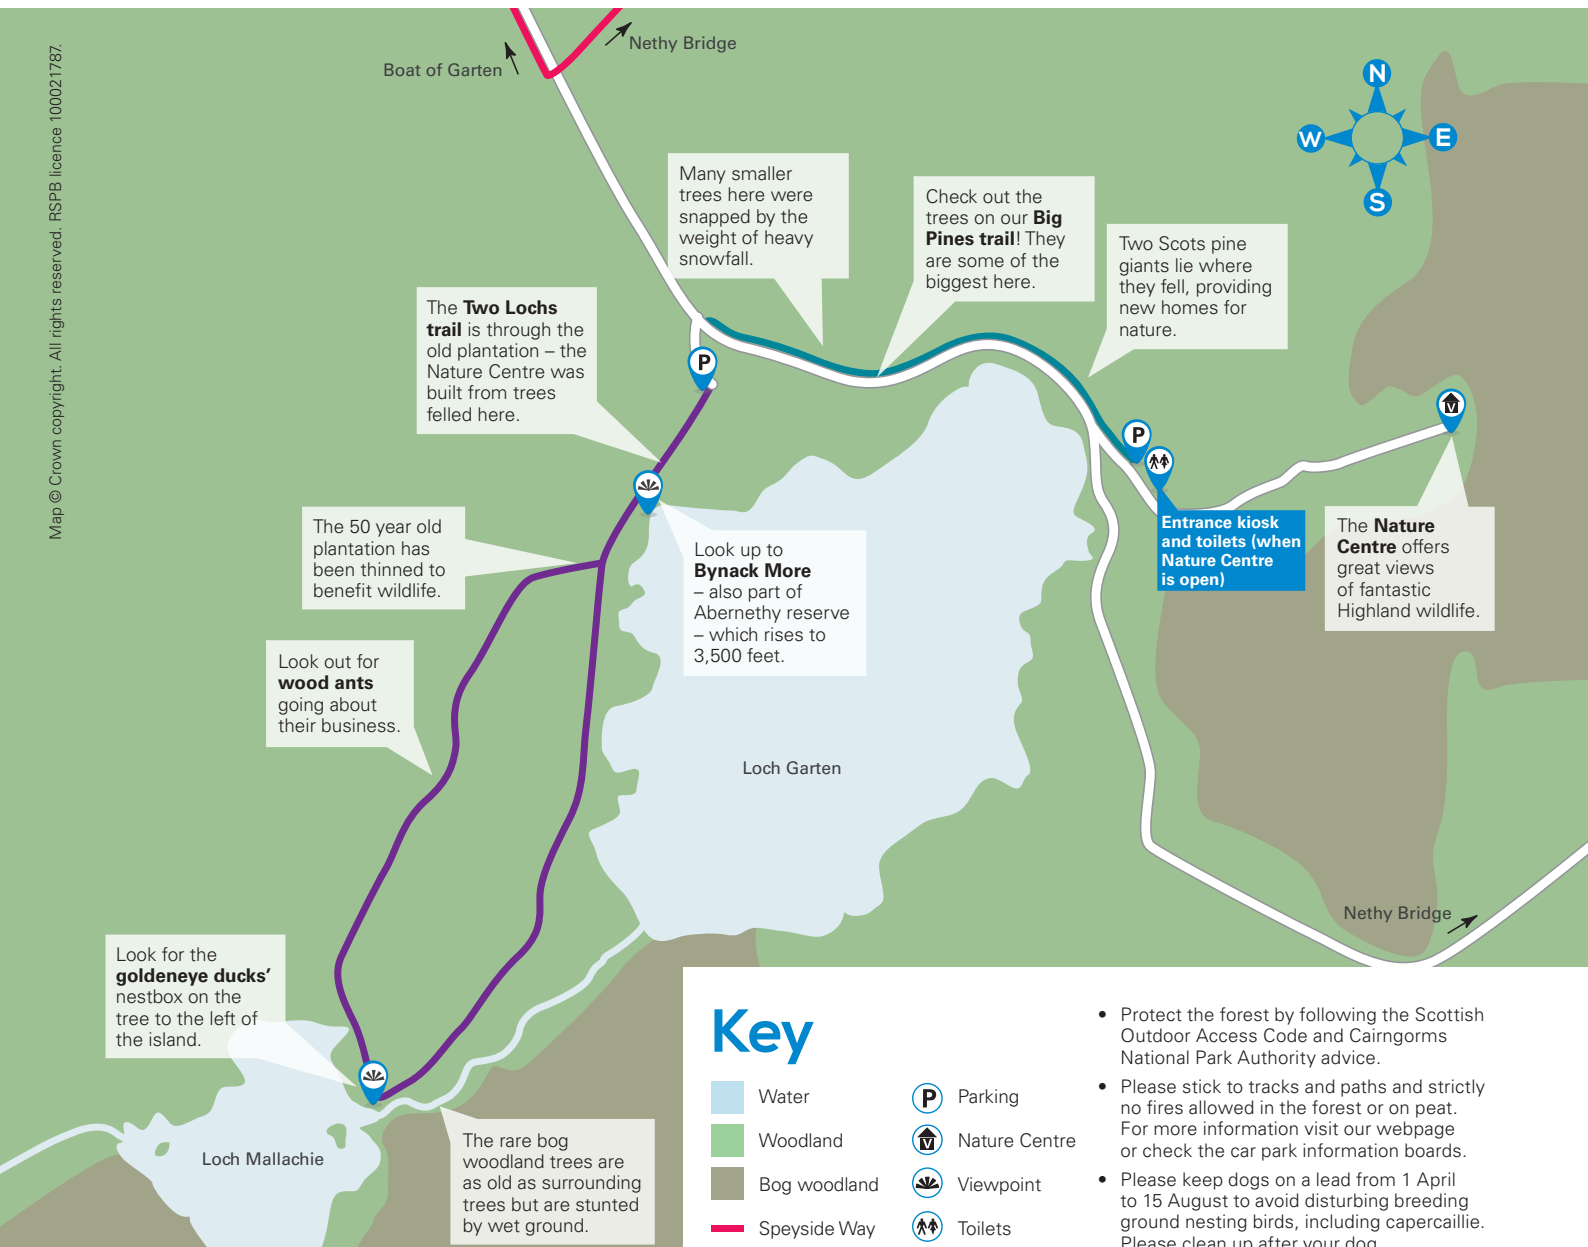 Map © Crown copyright. All rights reserved. RSPB licence 100021787.
Boat of Garten
Nethy Bridge
N
W
E
S
Many smaller
trees here were
snapped by the
weight of heavy
snowfall.
Check out the
trees on our Big
Pines trail! They
are some of the
biggest here.
Two Scots pine
giants lie where
they fell, providing
new homes for
nature.
The Two Lochs
trail is through the
old plantation – the
Nature Centre was
built from trees
felled here.
P
P
V
Entrance kiosk
and toilets (when
Nature Centre
is open)
The Nature
Centre offers
great views
of fantastic
Highland wildlife.
The 50 year old
plantation has
been thinned to
benefit wildlife.
Look up to
Bynack More
– also part of
Abernethy reserve
– which rises to
3,500 feet.
Look out for
wood ants
going about
their business.
Loch Garten
Nethy Bridge
Look for the
goldeneye ducks’
nestbox on the
tree to the left of
the island.
Loch Mallachie
The rare bog
woodland trees are
as old as surrounding
trees but are stunted
by wet ground.
Key
Water
Woodland
Bog woodland
Speyside Way
P Parking
V Nature Centre
Viewpoint
Toilets
• Protect the forest by following the Scottish
Outdoor Access Code and Cairngorms
National Park Authority advice.
• Please stick to tracks and paths and strictly
no fires allowed in the forest or on peat.
For more information visit our webpage
or check the car park information boards.
• Please keep dogs on a lead from 1 April
to 15 August to avoid disturbing breeding
ground nesting birds, including capercaillie.
Please clean up after your dog